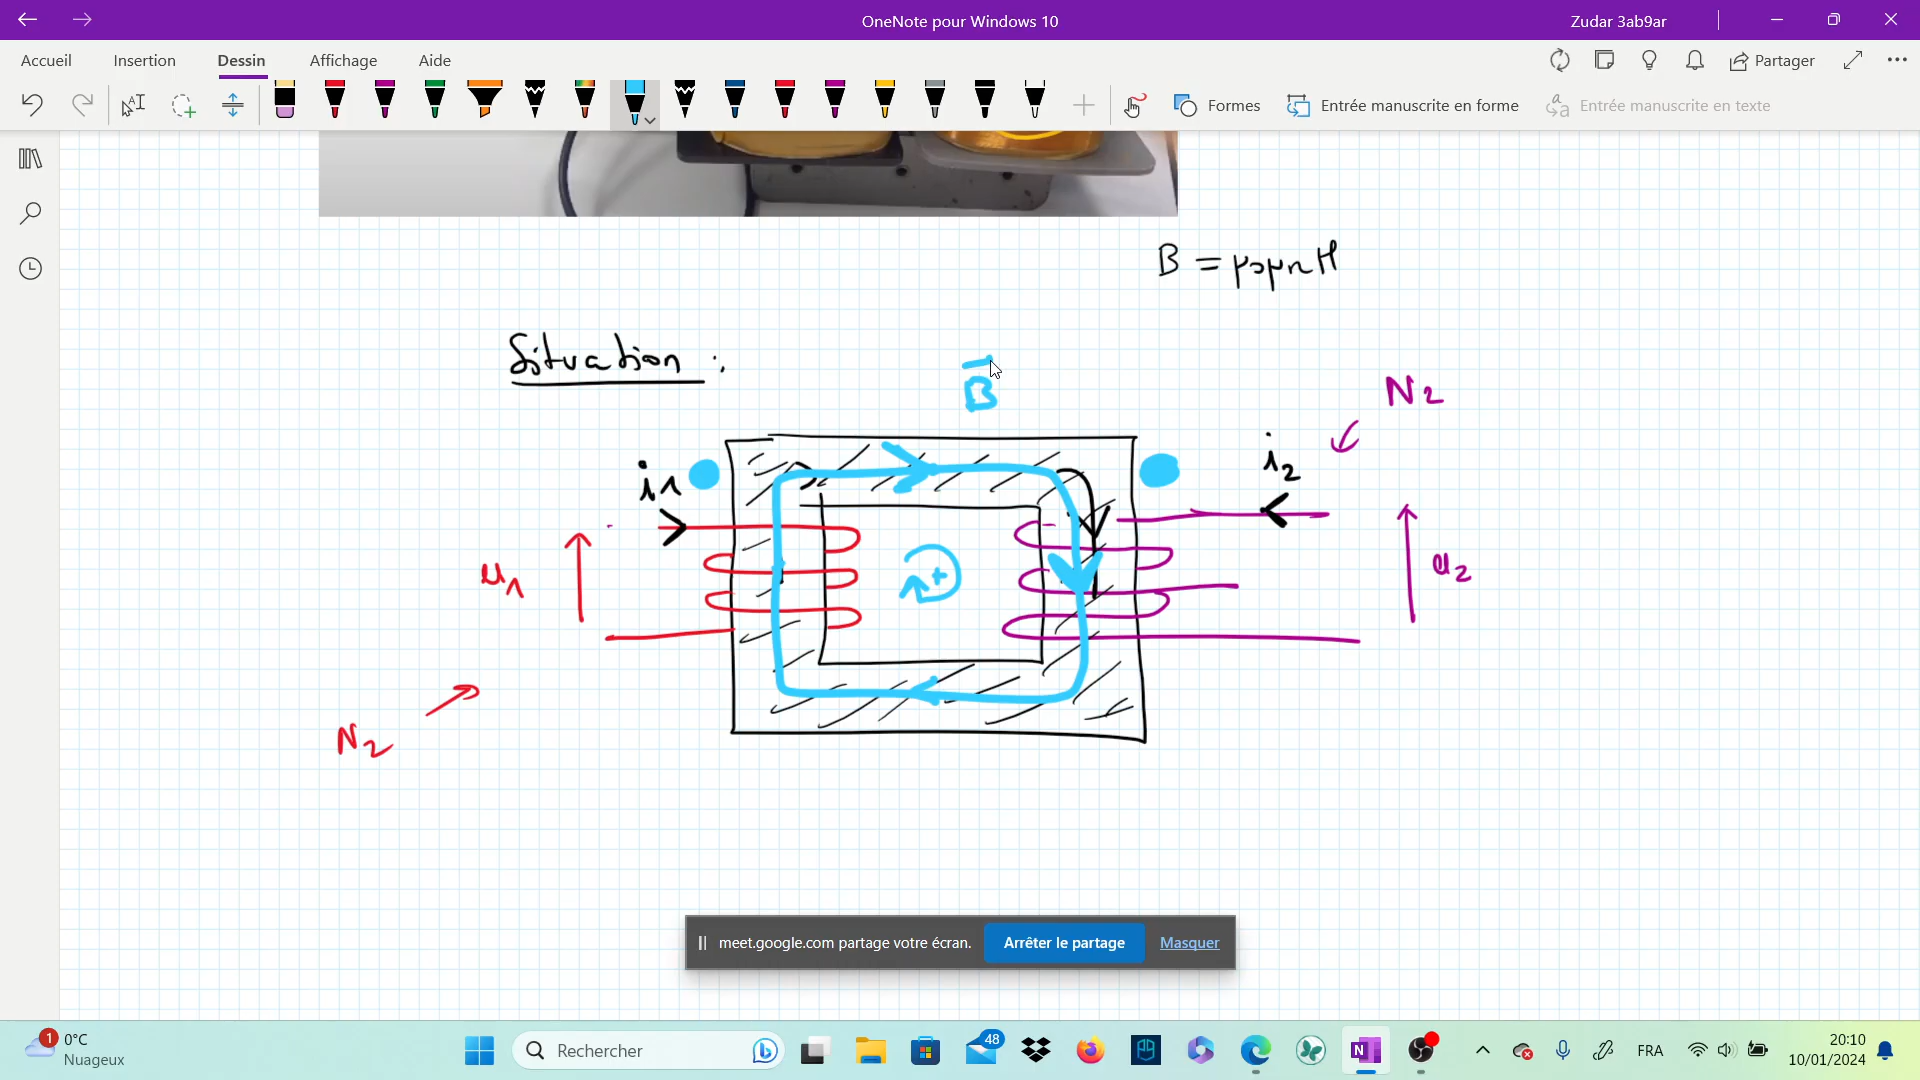 OneNote pour Windows 10
Zudar 3ab9ar
Accueil Insertion Dessin Affichage Aide
Partager
Formes
Entrée manuscrite en forme
Entrée manuscrite en texte
B = μ0μrH
Situation :
B
N2
i1
i2
u1
+
u2
N2
meet.google.com partage votre écran.
Arrêter le partage
Masquer
1
0°C
Nuageux
Rechercher
48
N
FRA
20:10
10/01/2024